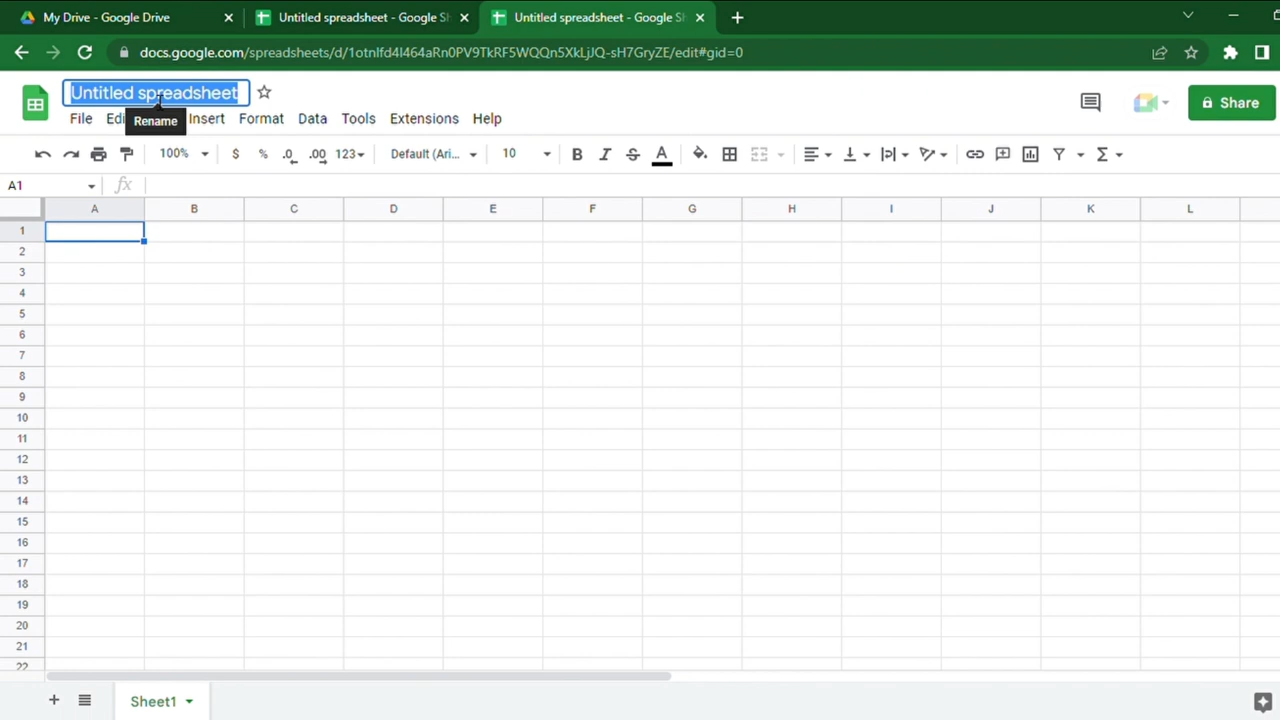 My Drive - Google Drive
Untitled spreadsheet - Google Sh
Untitled spreadsheet - Google Sh
docs.google.com/spreadsheets/d/1otnIfd4I464aRn0PV9TkRF5WQQn5XkLjJQ-sH7GryZE/edit#gid=0
Untitled spreadsheet
File Edi Insert Format Data Tools Extensions Help
Rename
Share
100% $ % .0 .00 123 Default (Ari... 10 B I S A Σ
A1 fx
A B C D E F G H I J K L
1
2
3
4
5
6
7
8
9
10
11
12
13
14
15
16
17
18
19
20
21
22
Sheet1